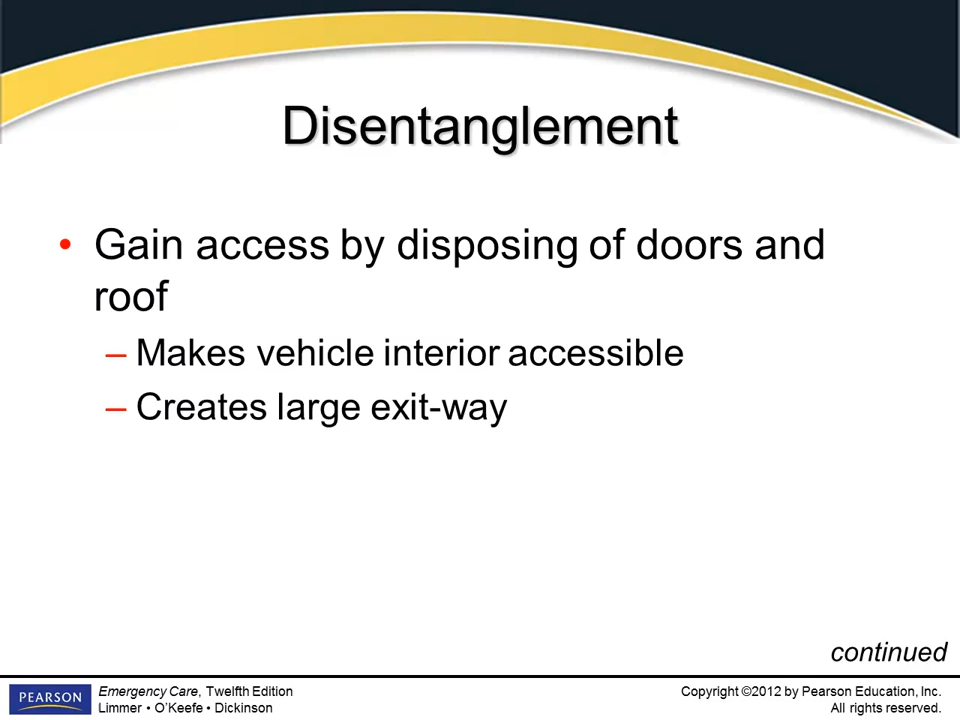 Disentanglement
• Gain access by disposing of doors and
roof
– Makes vehicle interior accessible
– Creates large exit-way
continued
PEARSON
Emergency Care, Twelfth Edition
Limmer • O’Keefe • Dickinson
Copyright ©2012 by Pearson Education, Inc.
All rights reserved.